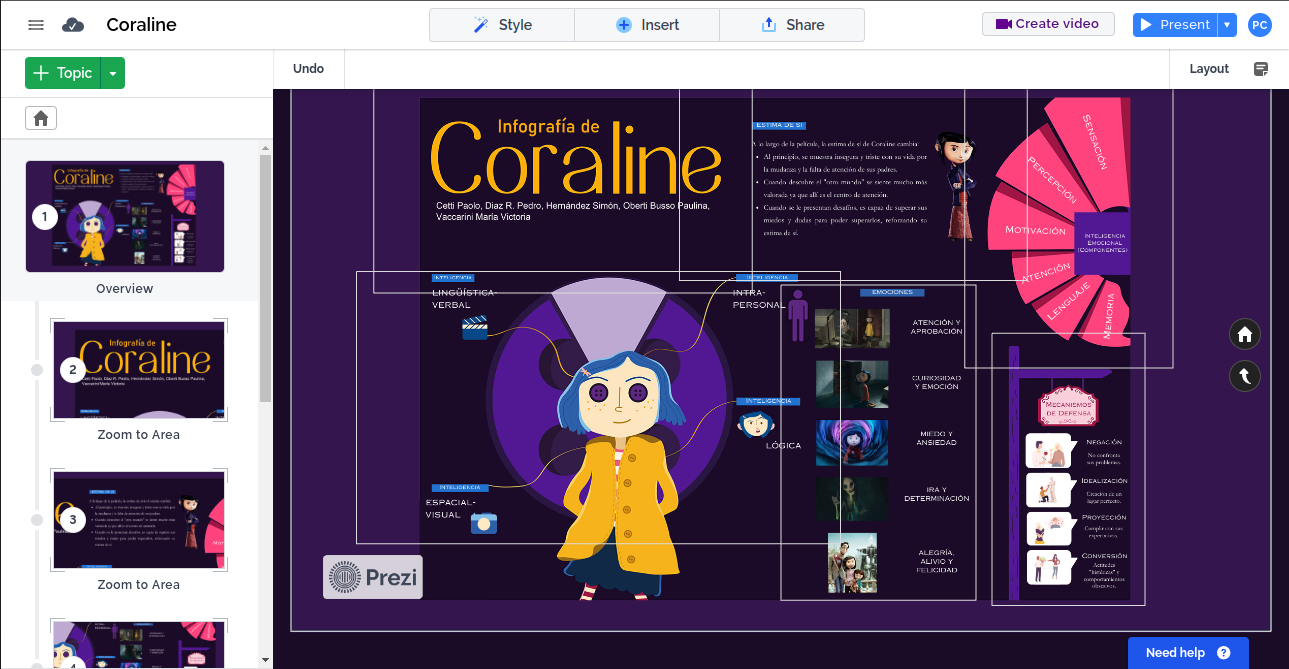 Coraline
Style
Insert
Share
Create video
Present
PC
Topic
Undo
Layout
1
Overview
2
Zoom to Area
3
Zoom to Area
4
Infografía de
Coraline
Cetti Paolo, Diaz R. Pedro, Hernández Simón, Oberti Busso Paulina,
Vaccarini María Victoria
ESTIMA DE SI
A lo largo de la película, la estima de sí de Coraline cambia:
• Al principio, se muestra insegura y triste con su vida por
la mudanza y la falta de atención de sus padres.
• Cuando descubre el "otro mundo" se siente mucho más
valorada ya que allí es el centro de atención.
• Cuando se le presentan desafíos, es capaz de superar sus
miedos y dudas para poder superarlos, reforzando su
estima de sí.
SENSACIÓN
PERCEPCIÓN
MOTIVACIÓN
ATENCIÓN
LENGUAJE
MEMORIA
INTELIGENCIA
EMOCIONAL
(COMPONENTES)
INTELIGENCIA
LINGÜÍSTICA-
VERBAL
INTELIGENCIA
INTRA-
PERSONAL
INTELIGENCIA
LÓGICA
INTELIGENCIA
ESPACIAL-
VISUAL
EMOCIONES
ATENCIÓN Y
APROBACIÓN
CURIOSIDAD
Y EMOCIÓN
MIEDO Y
ANSIEDAD
IRA Y
DETERMINACIÓN
ALEGRÍA,
ALIVIO Y
FELICIDAD
MECANISMOS
DE DEFENSA
NEGACIÓN
No confronta
sus problemas.
IDEALIZACIÓN
Creación de un
lugar perfecto.
PROYECCIÓN
Cumplir con sus
expectativas.
CONVERSIÓN
Actitudes
"histéricas" y
comportamientos
obsesivos.
Prezi
Need help ?